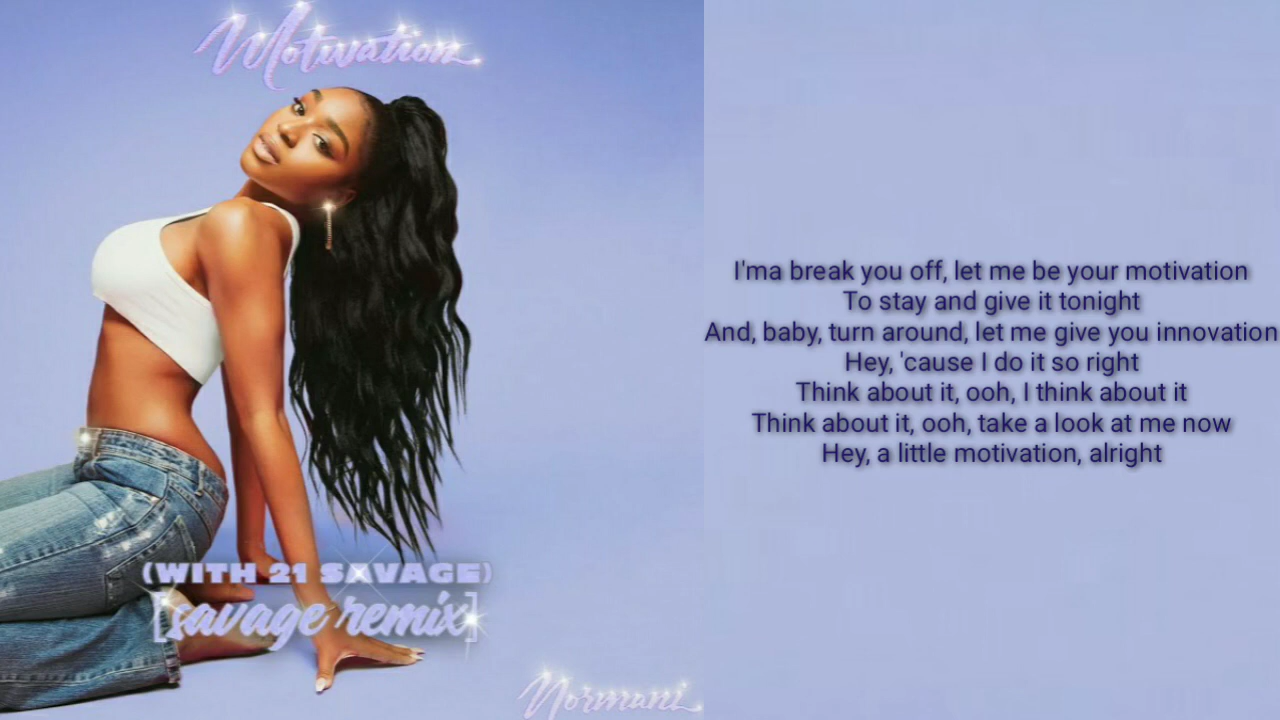 Motivation
(WITH 21 SAVAGE)
[savage remix]
Normani
I'ma break you off, let me be your motivation
To stay and give it tonight
And, baby, turn around, let me give you innovation
Hey, 'cause I do it so right
Think about it, ooh, I think about it
Think about it, ooh, take a look at me now
Hey, a little motivation, alright